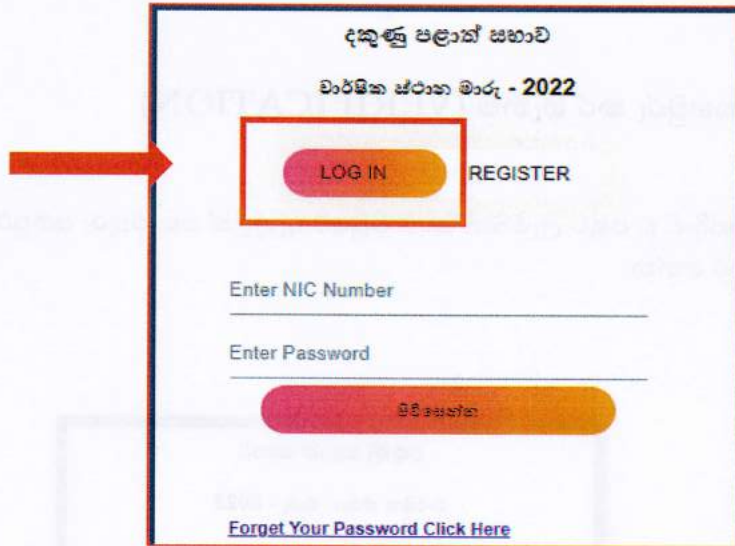 දකුණු පළාත් සභාව
වාර්ෂික ස්ථාන මාරු - 2022
LOG IN REGISTER
Enter NIC Number
Enter Password
පිවිසෙන්න
Forget Your Password Click Here